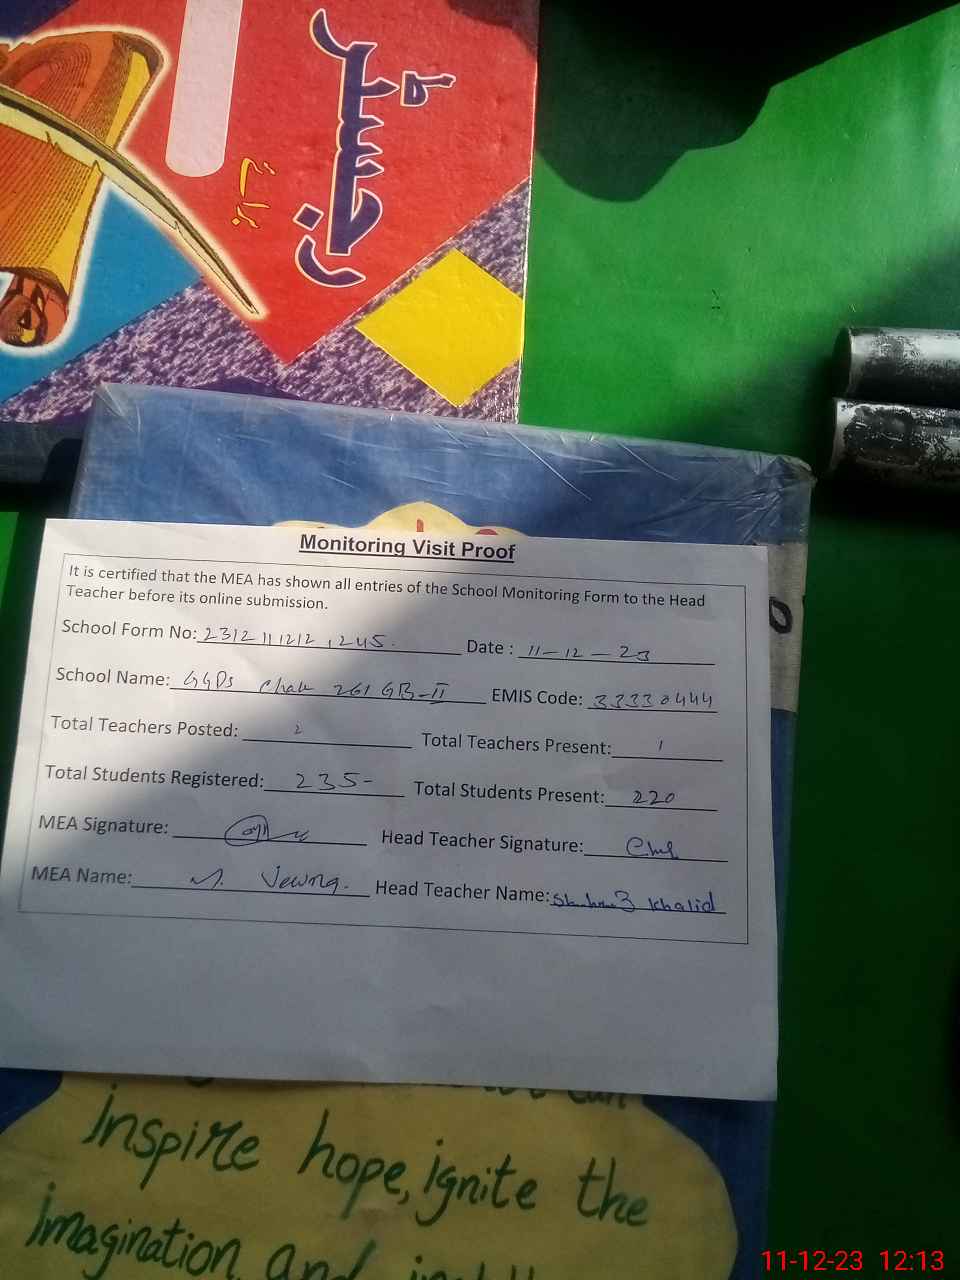 رجسٹر
برائے
Monitoring Visit Proof
It is certified that the MEA has shown all entries of the School Monitoring Form to the Head
Teacher before its online submission.
School Form No: Date : 11-12-23
School Name: GGPS Chak 261 GB-II EMIS Code: 33330444
Total Teachers Posted: 2 Total Teachers Present: 1
Total Students Registered: 235- Total Students Present: 220
MEA Signature: Head Teacher Signature:
MEA Name: M. Head Teacher Name: Khalid
can
inspire hope, ignite the
imagination, and
11-12-23 12:13